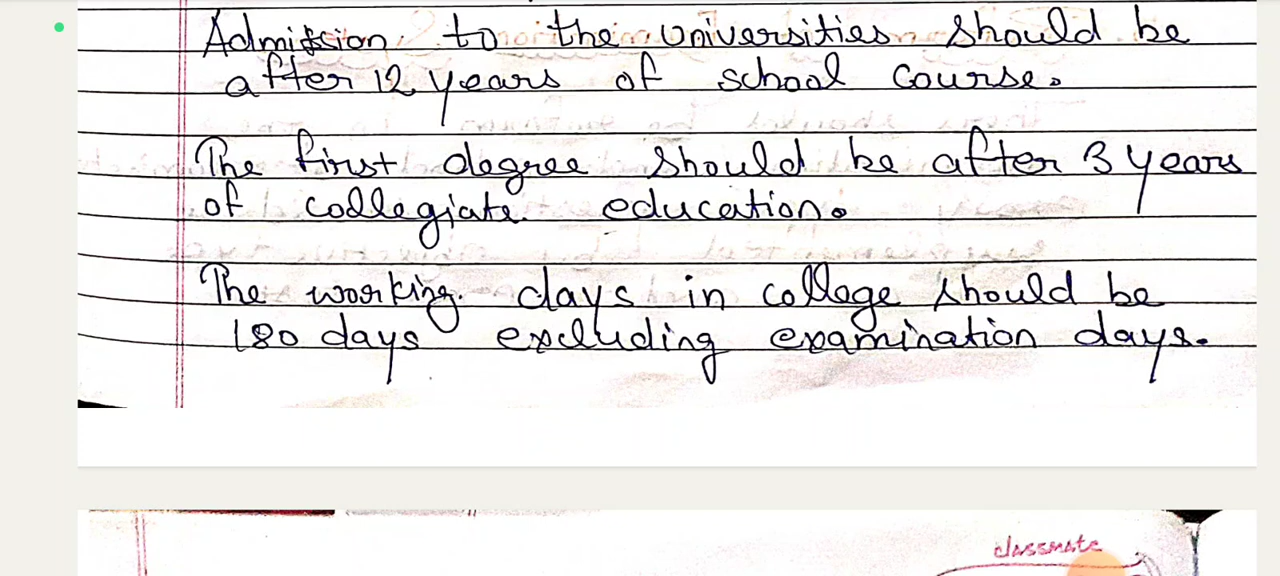 Admission to the universities should be
after 12 years of school course.
The first degree should be after 3 years
of collegiate education.
The working days in college should be
180 days excluding examination days.
classmate